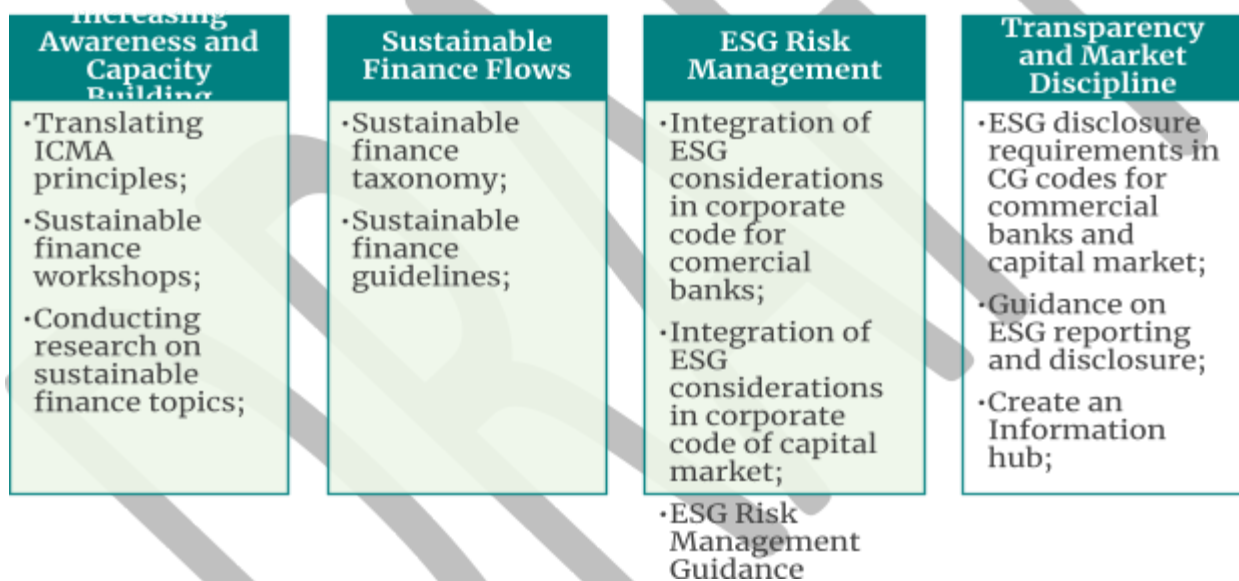 Increasing
Awareness and
Capacity
Building
·Translating
ICMA
principles;
·Sustainable
finance
workshops;
·Conducting
research on
sustainable
finance topics;
Sustainable
Finance Flows
·Sustainable
finance
taxonomy;
·Sustainable
finance
guidelines;
ESG Risk
Management
·Integration of
ESG
considerations
in corporate
code for
comercial
banks;
·Integration of
ESG
considerations
in corporate
code of capital
market;
·ESG Risk
Management
Guidance
Transparency
and Market
Discipline
·ESG disclosure
requirements in
CG codes for
commercial
banks and
capital market;
·Guidance on
ESG reporting
and disclosure;
·Create an
Information
hub;